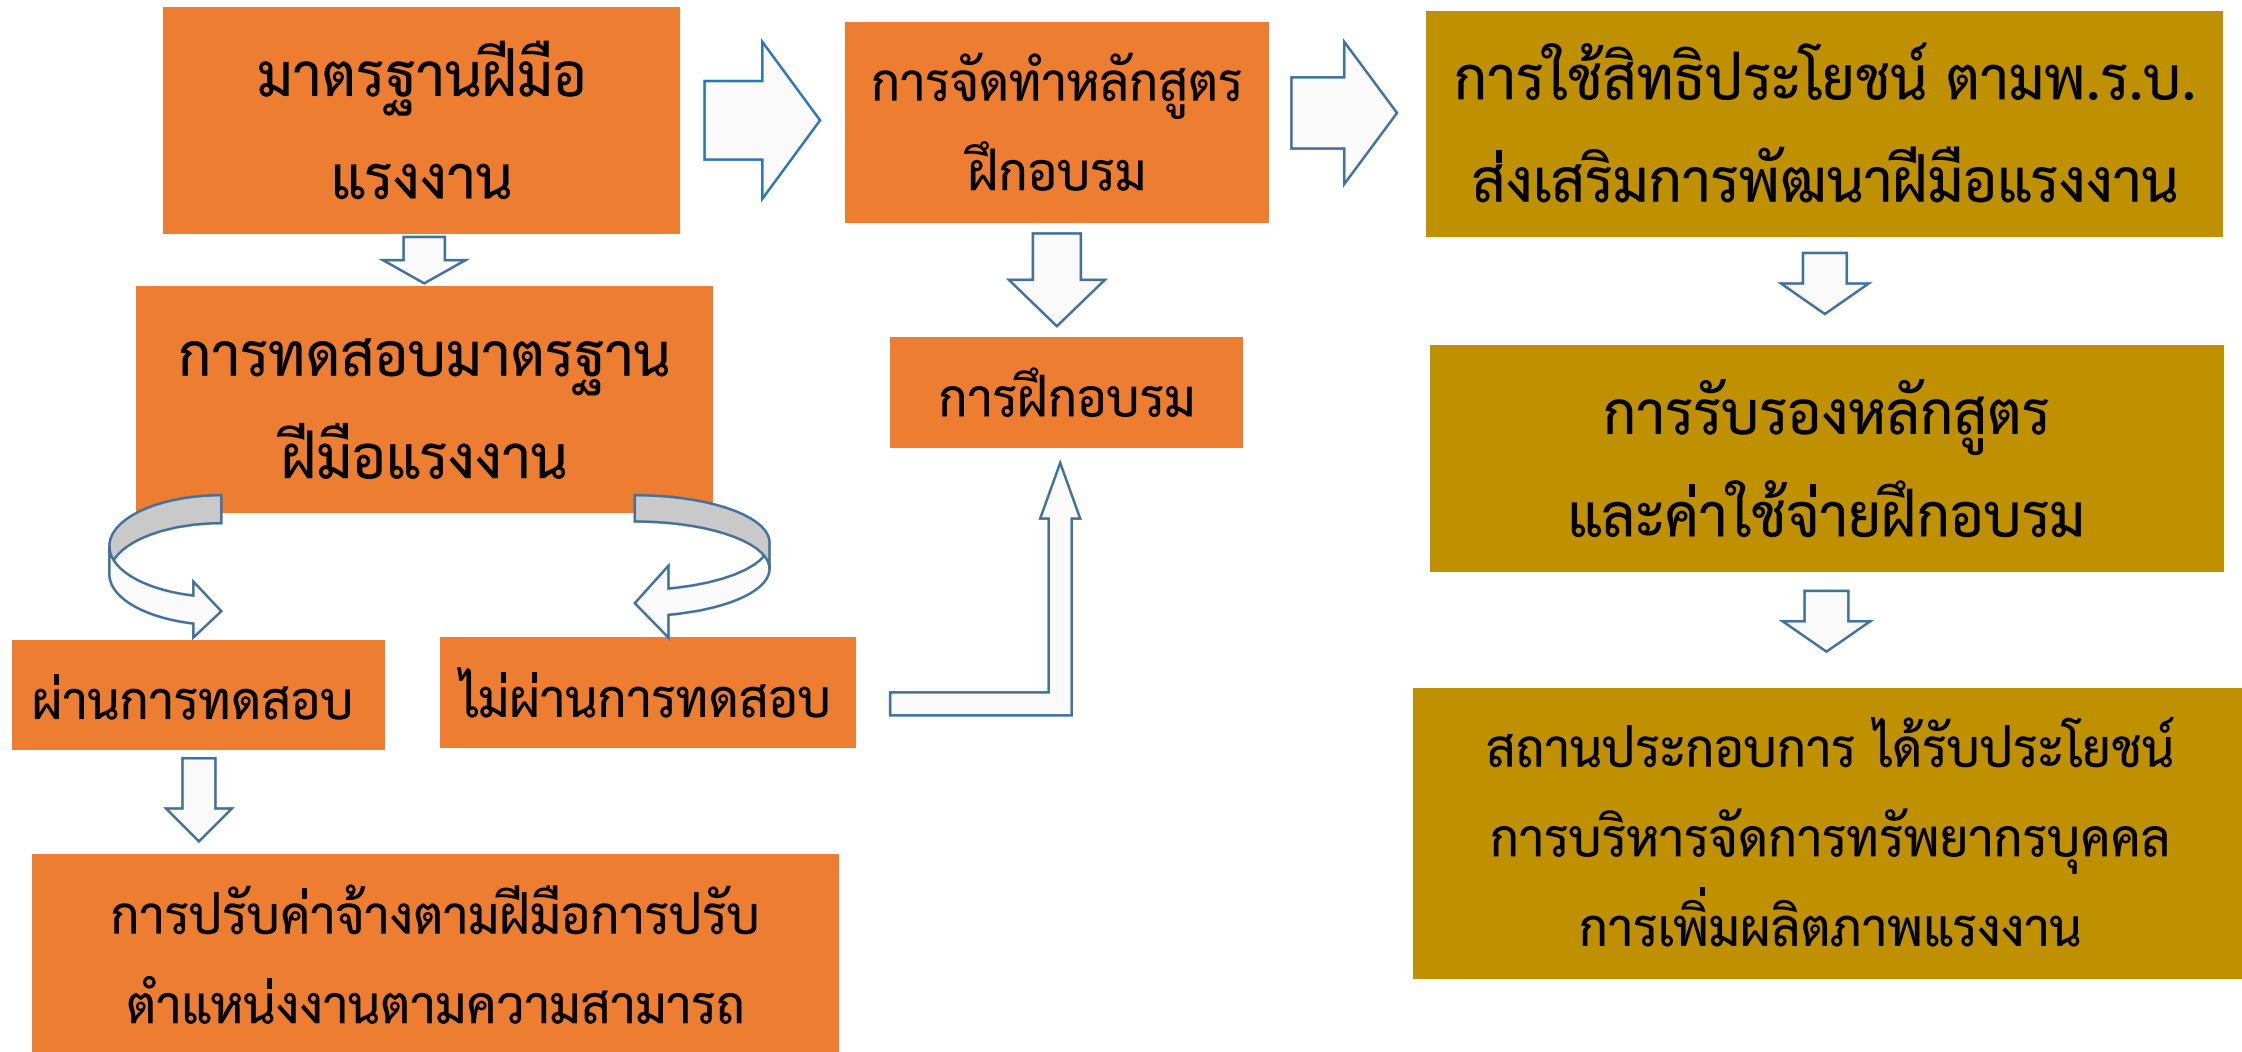 มาตรฐานฝีมือ
แรงงาน
การจัดทำหลักสูตร
ฝึกอบรม
การใช้สิทธิประโยชน์ ตามพ.ร.บ.
ส่งเสริมการพัฒนาฝีมือแรงงาน
การทดสอบมาตรฐาน
ฝีมือแรงงาน
การฝึกอบรม
การรับรองหลักสูตร
และค่าใช้จ่ายฝึกอบรม
ผ่านการทดสอบ
ไม่ผ่านการทดสอบ
สถานประกอบการ ได้รับประโยชน์
การบริหารจัดการทรัพยากรบุคคล
การเพิ่มผลิตภาพแรงงาน
การปรับค่าจ้างตามฝีมือการปรับ
ตำแหน่งงานตามความสามารถ